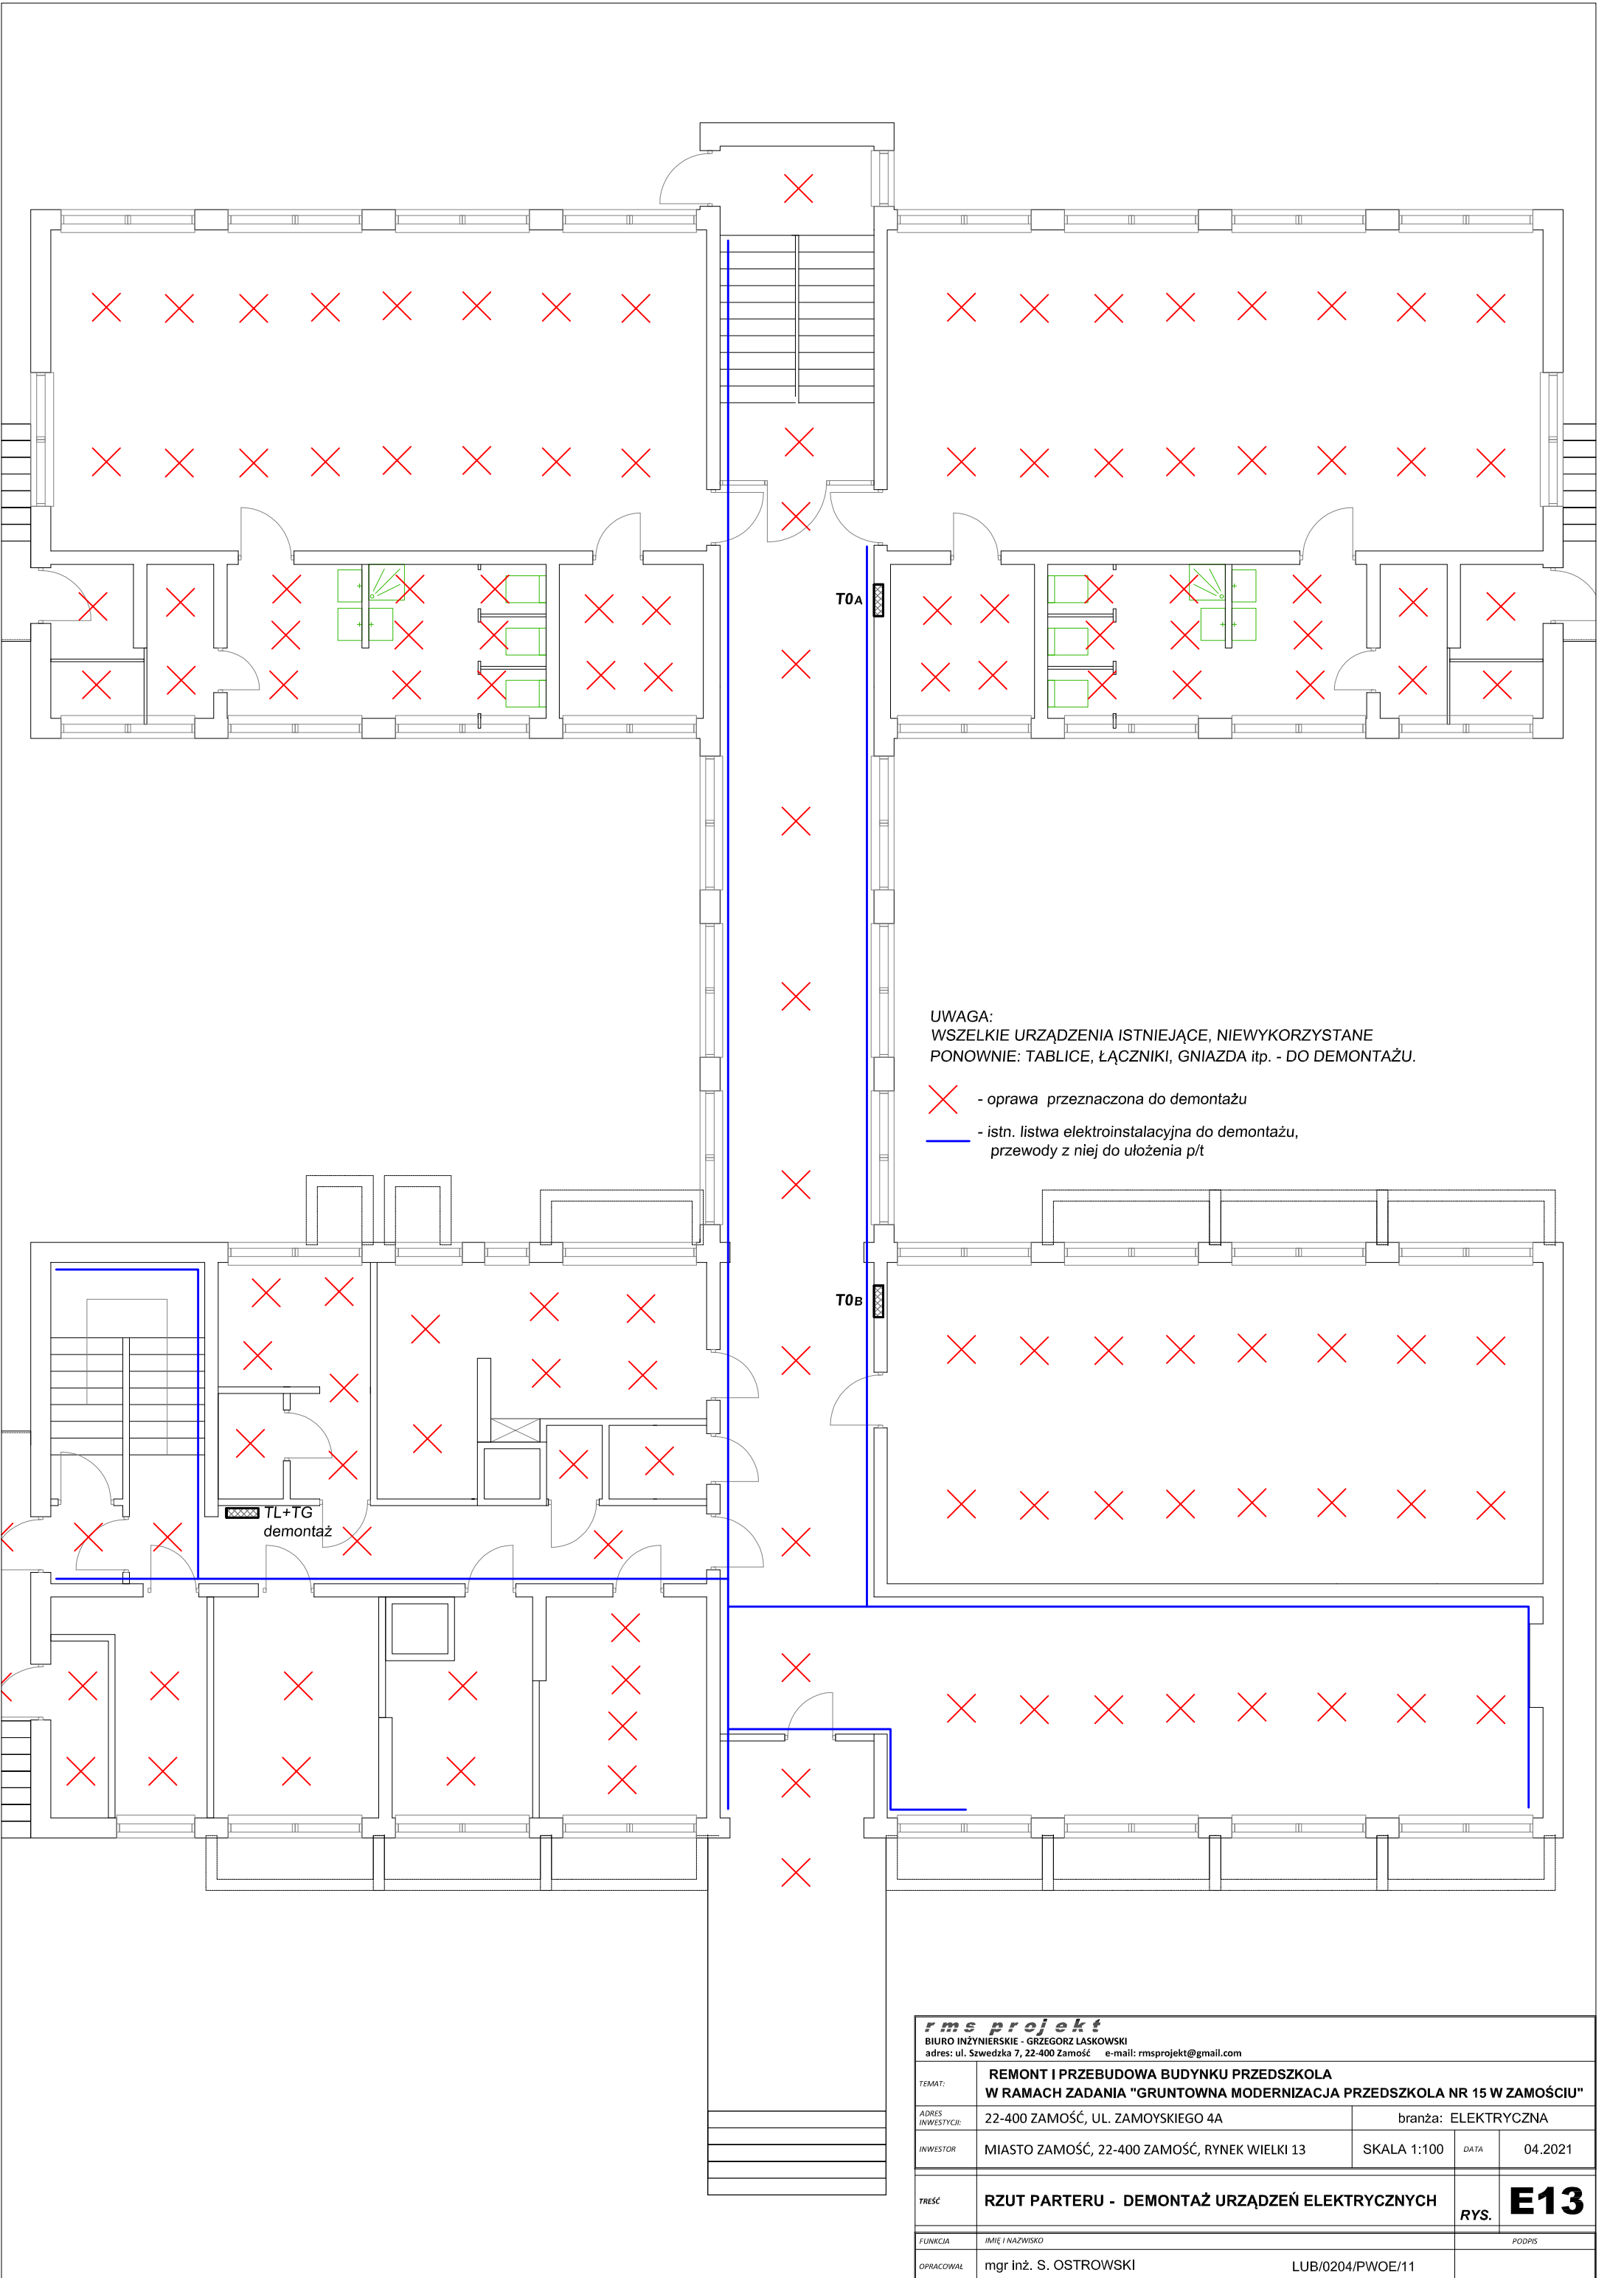 T0A
UWAGA:
WSZELKIE URZĄDZENIA ISTNIEJĄCE, NIEWYKORZYSTANE
PONOWNIE: TABLICE, ŁĄCZNIKI, GNIAZDA itp. - DO DEMONTAŻU.
- oprawa przeznaczona do demontażu
- istn. listwa elektroinstalacyjna do demontażu,
przewody z niej do ułożenia p/t
T0B
TL+TG
demontaż
rms projekt
BIURO INŻYNIERSKIE - GRZEGORZ LASKOWSKI
adres: ul. Szwedzka 7, 22-400 Zamość e-mail: rmsprojekt@gmail.com
TEMAT: REMONT I PRZEBUDOWA BUDYNKU PRZEDSZKOLA
W RAMACH ZADANIA "GRUNTOWNA MODERNIZACJA PRZEDSZKOLA NR 15 W ZAMOŚCIU"
ADRES INWESTYCJI: 22-400 ZAMOŚĆ, UL. ZAMOYSKIEGO 4A branża: ELEKTRYCZNA
INWESTOR MIASTO ZAMOŚĆ, 22-400 ZAMOŚĆ, RYNEK WIELKI 13 SKALA 1:100 DATA 04.2021
TREŚĆ RZUT PARTERU - DEMONTAŻ URZĄDZEŃ ELEKTRYCZNYCH RYS. E13
FUNKCJA IMIĘ I NAZWISKO PODPIS
OPRACOWAŁ mgr inż. S. OSTROWSKI LUB/0204/PWOE/11